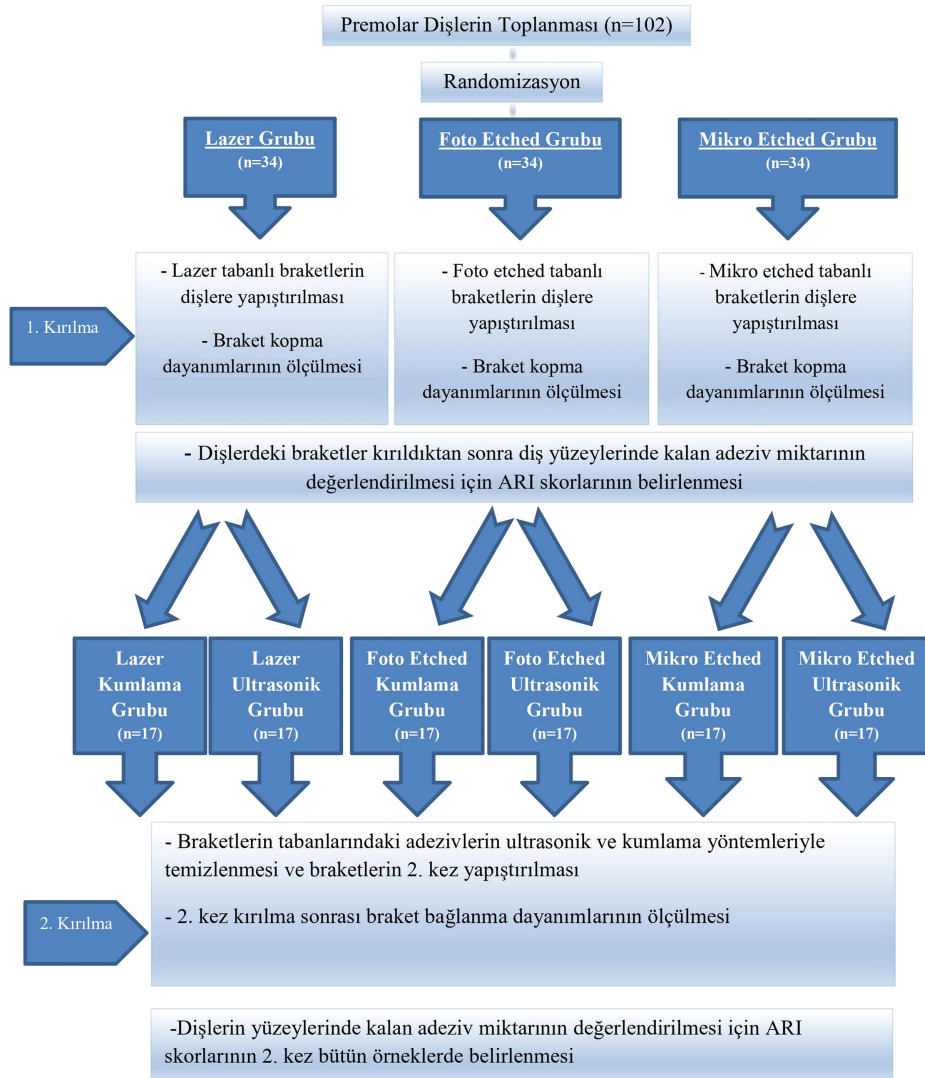 Premolar Dişlerin Toplanması (n=102)
Randomizasyon
Lazer Grubu
(n=34)
Foto Etched Grubu
(n=34)
Mikro Etched Grubu
(n=34)
1. Kırılma
- Lazer tabanlı braketlerin
dişlere yapıştırılması
- Braket kopma
dayanımlarının ölçülmesi
- Foto etched tabanlı
braketlerin dişlere
yapıştırılması
- Braket kopma
dayanımlarının ölçülmesi
- Mikro etched tabanlı
braketlerin dişlere
yapıştırılması
- Braket kopma
dayanımlarının ölçülmesi
- Dişlerdeki braketler kırıldıktan sonra diş yüzeylerinde kalan adeziv miktarının
değerlendirilmesi için ARI skorlarının belirlenmesi
Lazer
Kumlama
Grubu
(n=17)
Lazer
Ultrasonik
Grubu
(n=17)
Foto Etched
Kumlama
Grubu
(n=17)
Foto Etched
Ultrasonik
Grubu
(n=17)
Mikro Etched
Kumlama
Grubu
(n=17)
Mikro Etched
Ultrasonik
Grubu
(n=17)
2. Kırılma
- Braketlerin tabanlarındaki adezivlerin ultrasonik ve kumlama yöntemleriyle
temizlenmesi ve braketlerin 2. kez yapıştırılması
- 2. kez kırılma sonrası braket bağlanma dayanımlarının ölçülmesi
-Dişlerin yüzeylerinde kalan adeziv miktarının değerlendirilmesi için ARI
skorlarının 2. kez bütün örneklerde belirlenmesi